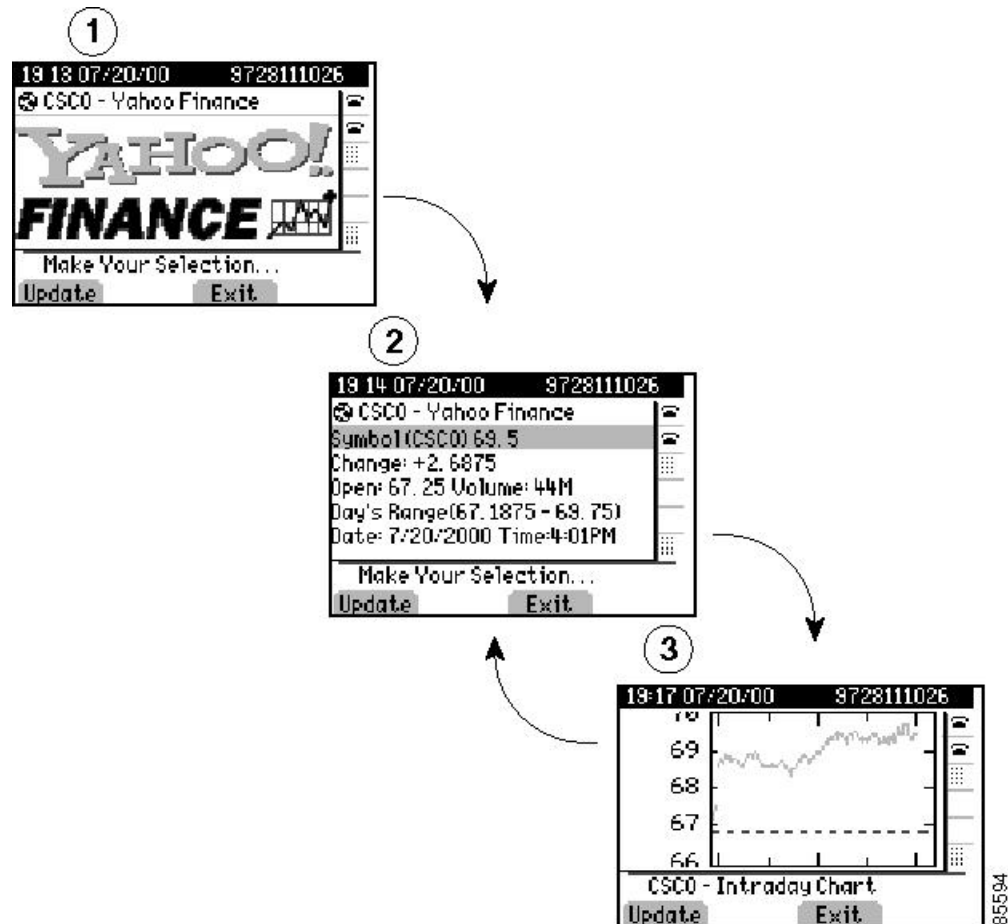 1
19 13 07/20/00 9728111026
CSCO - Yahoo Finance
YAHOO!
FINANCE
Make Your Selection...
Update Exit
2
19 14 07/20/00 9728111026
CSCO - Yahoo Finance
Symbol(CSCO) 69.5
Change: +2.6875
Open: 67.25 Volume: 44M
Day's Range(67.1875 - 69.75)
Date: 7/20/2000 Time:4:01PM
Make Your Selection...
Update Exit
3
19:17 07/20/00 9728111026
70
69
68
67
66
CSCO - Intraday Chart
Update Exit
85594